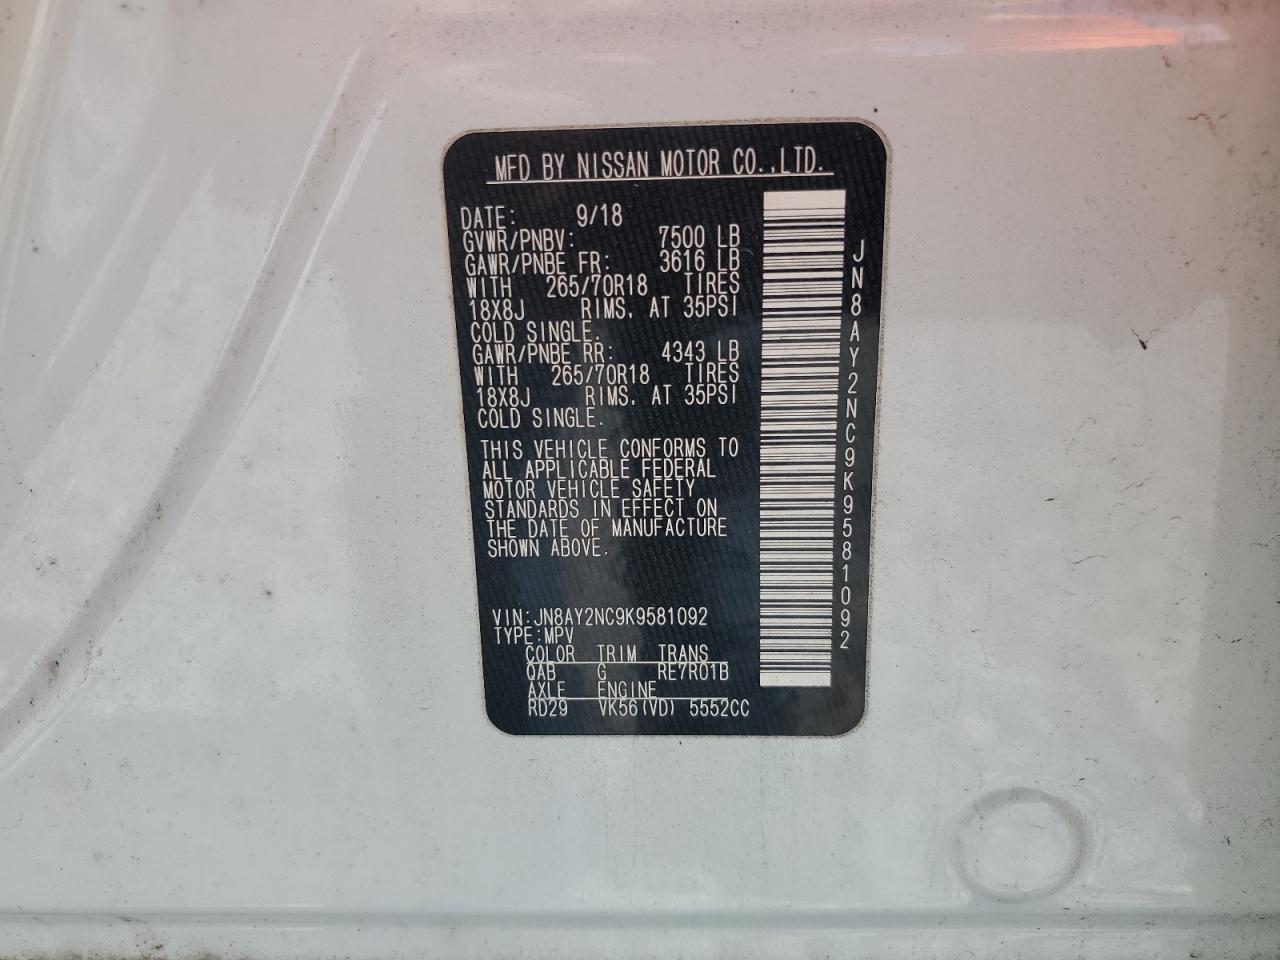 MFD BY NISSAN MOTOR CO.,LTD.
DATE: 9/18
GVWR/PNBV: 7500 LB
GAWR/PNBE FR: 3616 LB
WITH 265/70R18 TIRES
18X8J RIMS, AT 35PSI
COLD SINGLE.
GAWR/PNBE RR: 4343 LB
WITH 265/70R18 TIRES
18X8J RIMS, AT 35PSI
COLD SINGLE.
THIS VEHICLE CONFORMS TO
ALL APPLICABLE FEDERAL
MOTOR VEHICLE SAFETY
STANDARDS IN EFFECT ON
THE DATE OF MANUFACTURE
SHOWN ABOVE.
VIN:JN8AY2NC9K9581092
TYPE:MPV
COLOR TRIM TRANS
QAB G RE7R01B
AXLE ENGINE
RD29 VK56(VD) 5552CC
JN8AY2NC9K9581092